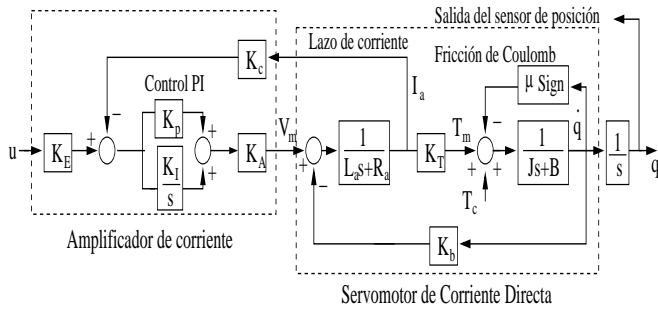 Salida del sensor de posición
Lazo de corriente
Fricción de Coulomb
K_c
μ Sign
Control PI
I_a
q̇
u
K_E
+
−
K_p
K_I
s
+
+
K_A
V_m
+
−
1
L_a s+R_a
K_T
T_m
−
+
+
T_c
1
Js+B
1
s
q
K_b
Amplificador de corriente
Servomotor de Corriente Directa